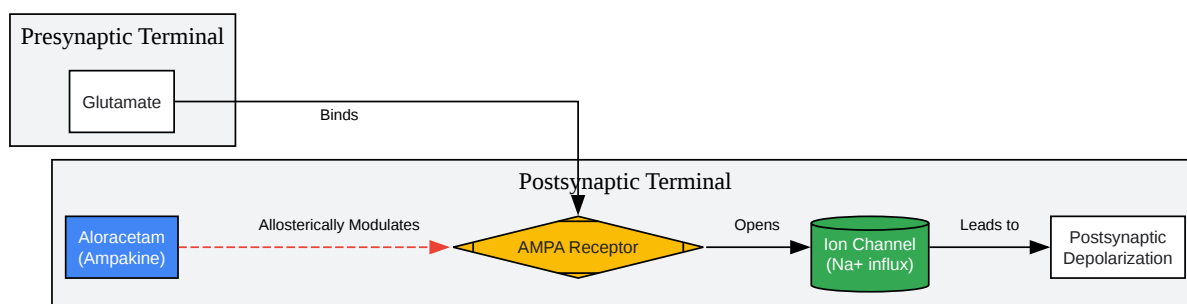 Presynaptic Terminal
Glutamate
Binds
Postsynaptic Terminal
Aloracetam
(Ampakine)
Allosterically Modulates
AMPA Receptor
Opens
Ion Channel
(Na+ influx)
Leads to
Postsynaptic
Depolarization